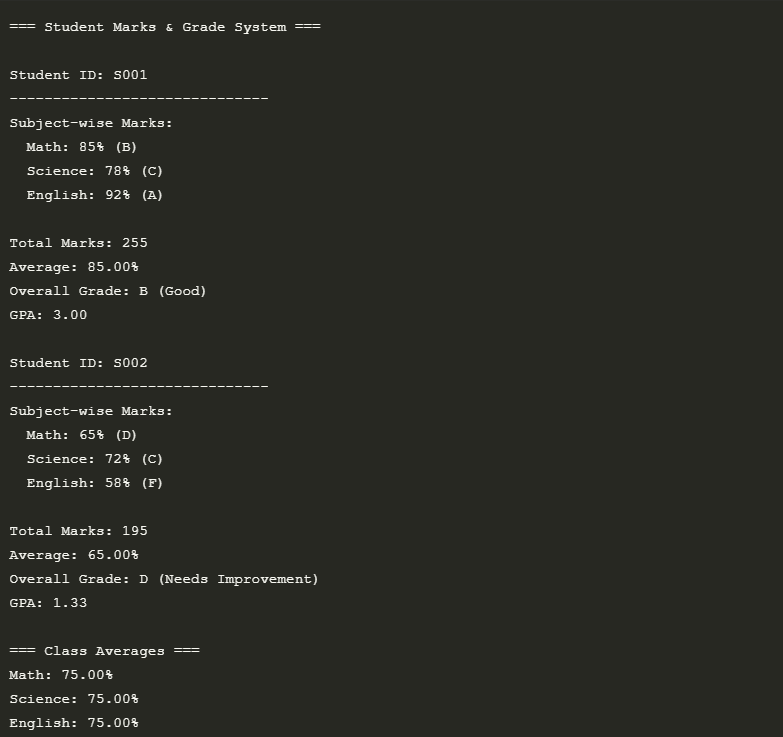 === Student Marks & Grade System ===
Student ID: S001
------------------------------
Subject-wise Marks:
Math: 85% (B)
Science: 78% (C)
English: 92% (A)
Total Marks: 255
Average: 85.00%
Overall Grade: B (Good)
GPA: 3.00
Student ID: S002
------------------------------
Subject-wise Marks:
Math: 65% (D)
Science: 72% (C)
English: 58% (F)
Total Marks: 195
Average: 65.00%
Overall Grade: D (Needs Improvement)
GPA: 1.33
=== Class Averages ===
Math: 75.00%
Science: 75.00%
English: 75.00%